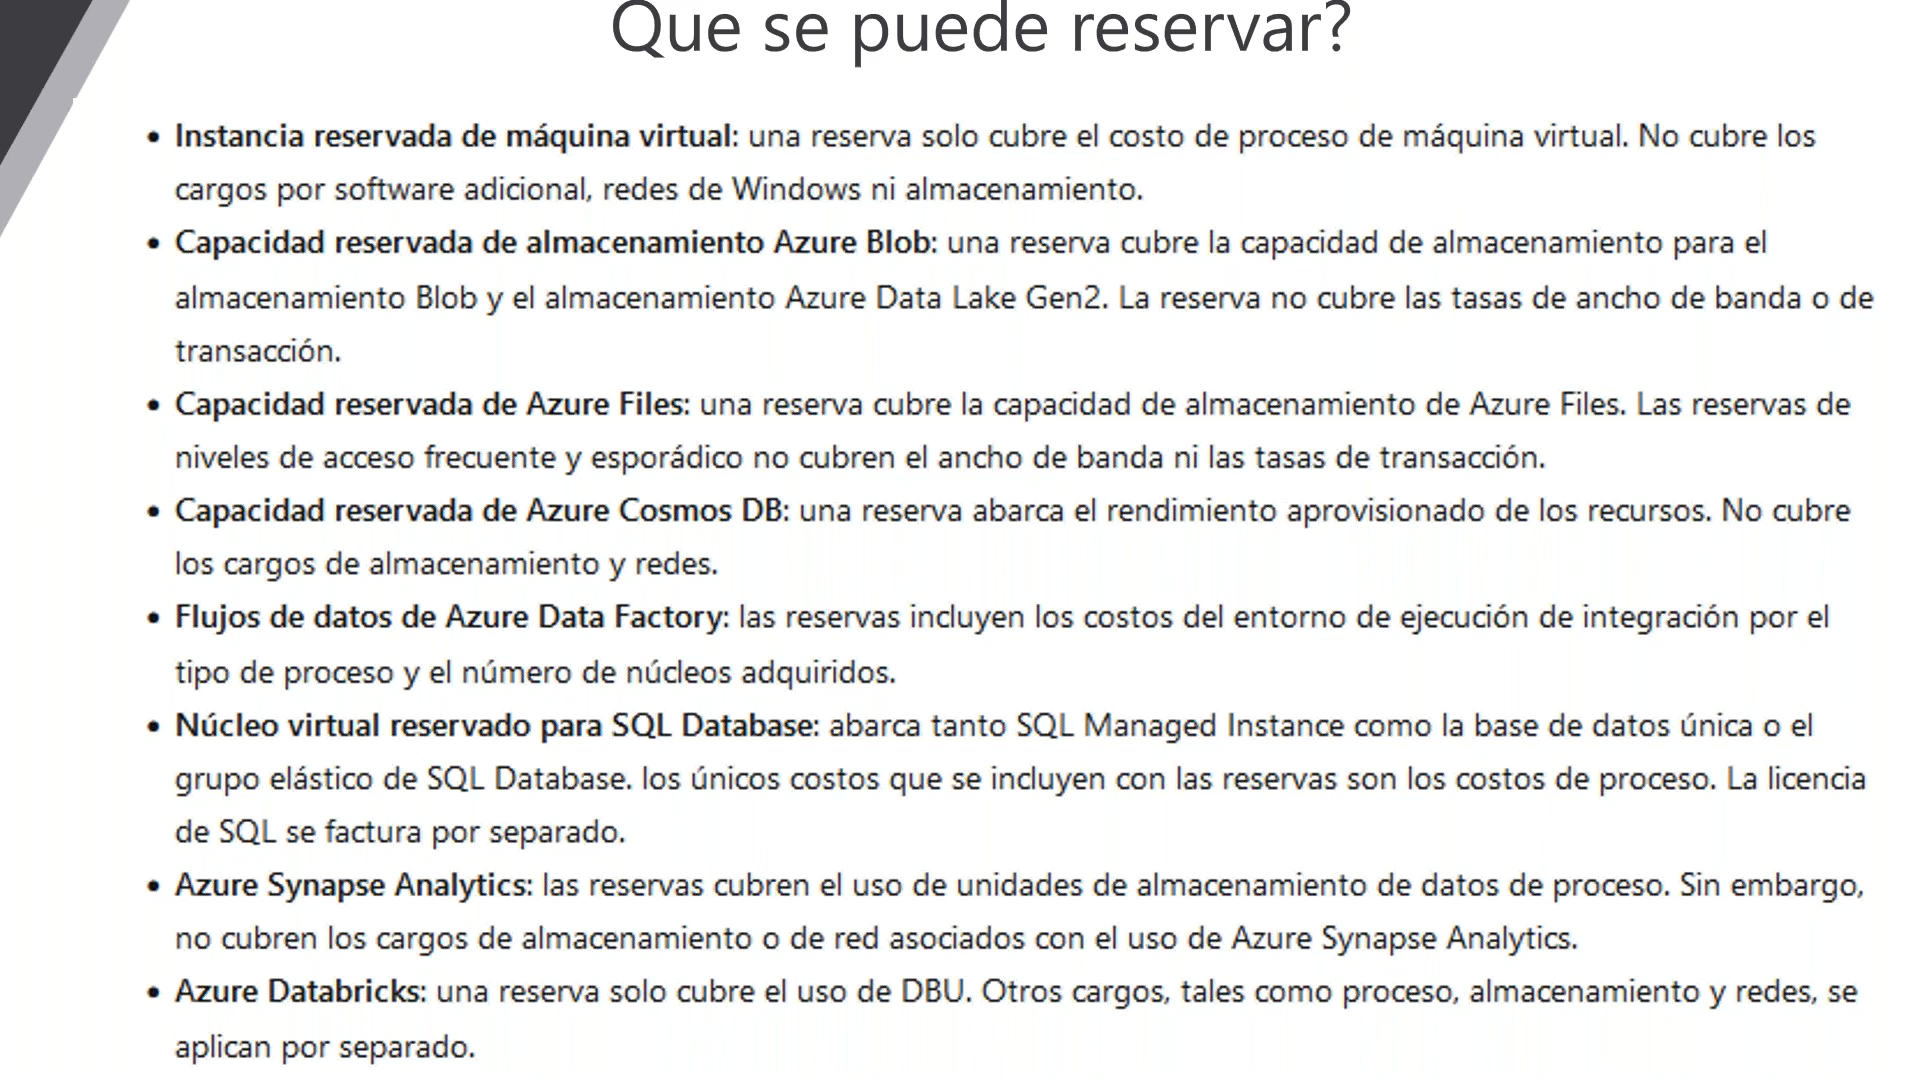 Que se puede reservar?
• Instancia reservada de máquina virtual: una reserva solo cubre el costo de proceso de máquina virtual. No cubre los
cargos por software adicional, redes de Windows ni almacenamiento.
• Capacidad reservada de almacenamiento Azure Blob: una reserva cubre la capacidad de almacenamiento para el
almacenamiento Blob y el almacenamiento Azure Data Lake Gen2. La reserva no cubre las tasas de ancho de banda o de
transacción.
• Capacidad reservada de Azure Files: una reserva cubre la capacidad de almacenamiento de Azure Files. Las reservas de
niveles de acceso frecuente y esporádico no cubren el ancho de banda ni las tasas de transacción.
• Capacidad reservada de Azure Cosmos DB: una reserva abarca el rendimiento aprovisionado de los recursos. No cubre
los cargos de almacenamiento y redes.
• Flujos de datos de Azure Data Factory: las reservas incluyen los costos del entorno de ejecución de integración por el
tipo de proceso y el número de núcleos adquiridos.
• Núcleo virtual reservado para SQL Database: abarca tanto SQL Managed Instance como la base de datos única o el
grupo elástico de SQL Database. los únicos costos que se incluyen con las reservas son los costos de proceso. La licencia
de SQL se factura por separado.
• Azure Synapse Analytics: las reservas cubren el uso de unidades de almacenamiento de datos de proceso. Sin embargo,
no cubren los cargos de almacenamiento o de red asociados con el uso de Azure Synapse Analytics.
• Azure Databricks: una reserva solo cubre el uso de DBU. Otros cargos, tales como proceso, almacenamiento y redes, se
aplican por separado.